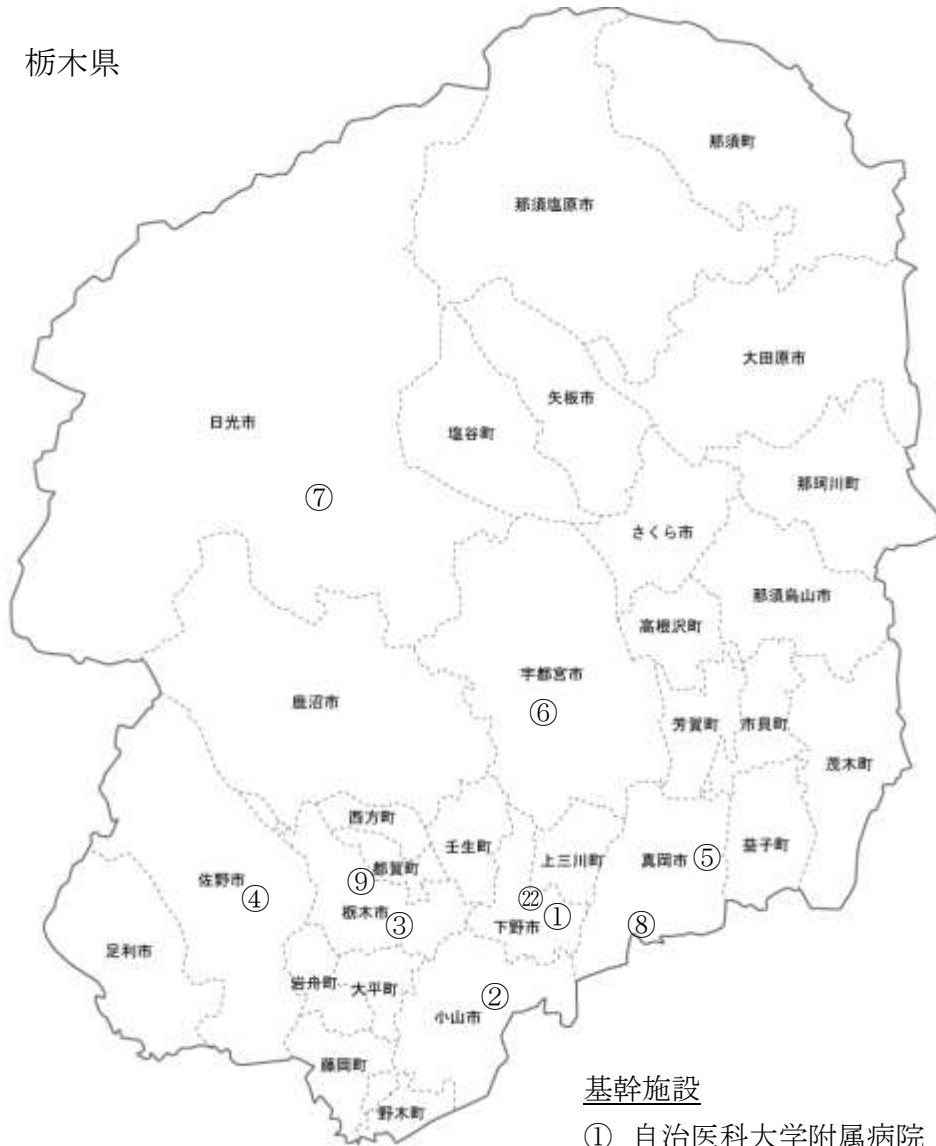 栃木県
那須町
那須塩原市
大田原市
矢板市
日光市
塩谷町
那珂川町
⑦
さくら市
那須烏山市
高根沢町
宇都宮市
鹿沼市
⑥
芳賀町
市貝町
茂木町
西方町
壬生町
上三川町
真岡市
⑤
益子町
都賀町
⑨
佐野市
④
㉒
栃木市
③
下野市
①
⑧
足利市
岩舟町
大平町
②
小山市
藤岡町
野木町
基幹施設
① 自治医科大学附属病院